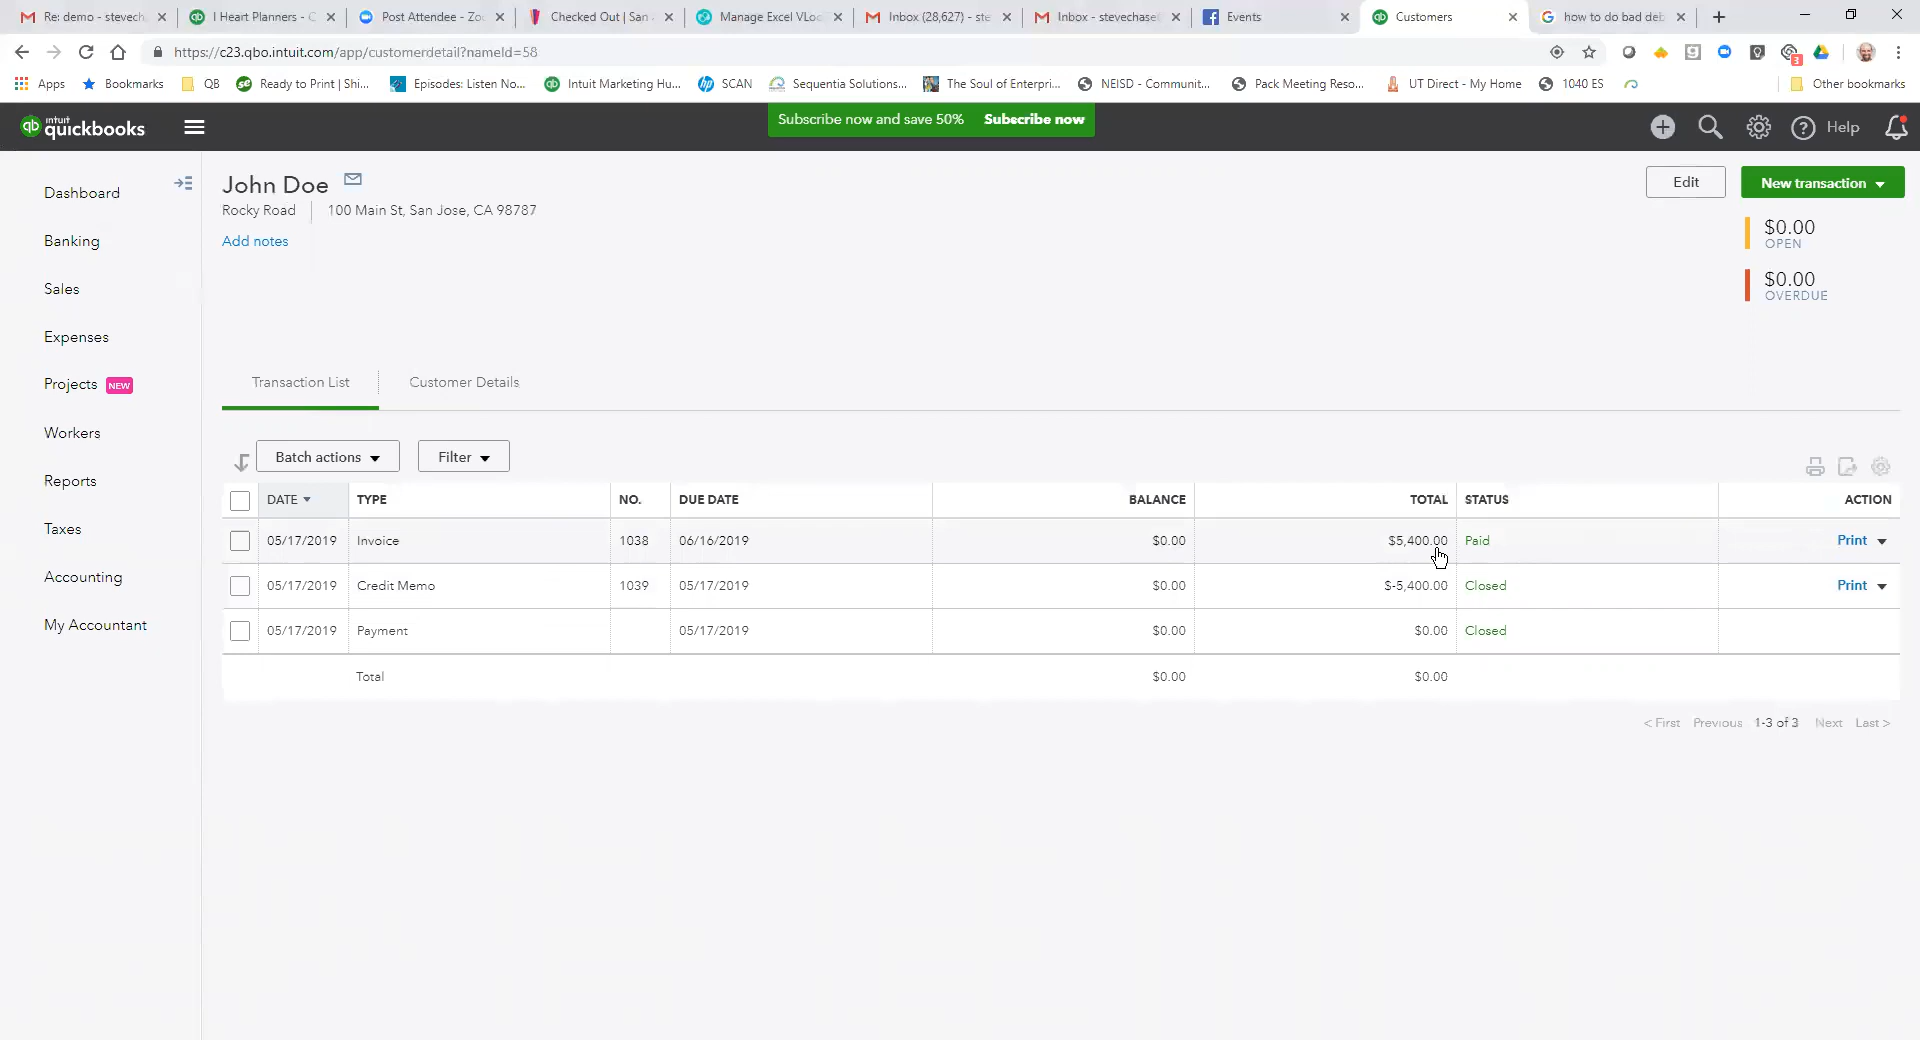 Re: demo - stevech
I Heart Planners - C
Post Attendee - Zo
Checked Out | San
Manage Excel VLo
Inbox (28,627) - ste
Inbox - stevechase
Events
Customers
how to do bad deb
https://c23.qbo.intuit.com/app/customerdetail?nameId=58
3
Apps
Bookmarks
QB
Ready to Print | Shi...
Episodes: Listen No...
Intuit Marketing Hu...
SCAN
Sequentia Solutions...
The Soul of Enterpri...
NEISD - Communit...
Pack Meeting Reso...
UT Direct - My Home
1040 ES
Other bookmarks
qb intuit quickbooks
Subscribe now and save 50% Subscribe now
Help
Dashboard
Banking
Sales
Expenses
Projects NEW
Workers
Reports
Taxes
Accounting
My Accountant
John Doe
Rocky Road 100 Main St, San Jose, CA 98787
Add notes
Edit
New transaction
$0.00
OPEN
$0.00
OVERDUE
Transaction List Customer Details
Batch actions Filter
DATE TYPE NO. DUE DATE BALANCE TOTAL STATUS ACTION
05/17/2019 Invoice 1038 06/16/2019 $0.00 $5,400.00 Paid Print
05/17/2019 Credit Memo 1039 05/17/2019 $0.00 $-5,400.00 Closed Print
05/17/2019 Payment 05/17/2019 $0.00 $0.00 Closed
Total $0.00 $0.00
< First Previous 1-3 of 3 Next Last >